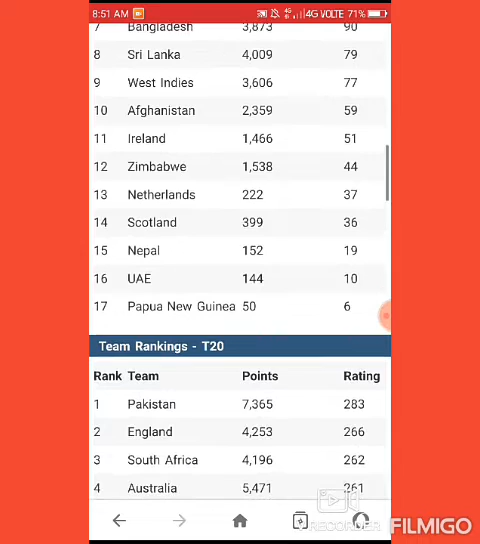 8:51 AM 4G 4G VOLTE 71%
7 Bangladesh 3,873 90
8 Sri Lanka 4,009 79
9 West Indies 3,606 77
10 Afghanistan 2,359 59
11 Ireland 1,466 51
12 Zimbabwe 1,538 44
13 Netherlands 222 37
14 Scotland 399 36
15 Nepal 152 19
16 UAE 144 10
17 Papua New Guinea 50 6
Team Rankings - T20
Rank Team Points Rating
1 Pakistan 7,365 283
2 England 4,253 266
3 South Africa 4,196 262
4 Australia 5,471 261
RECORDER FILMIGO